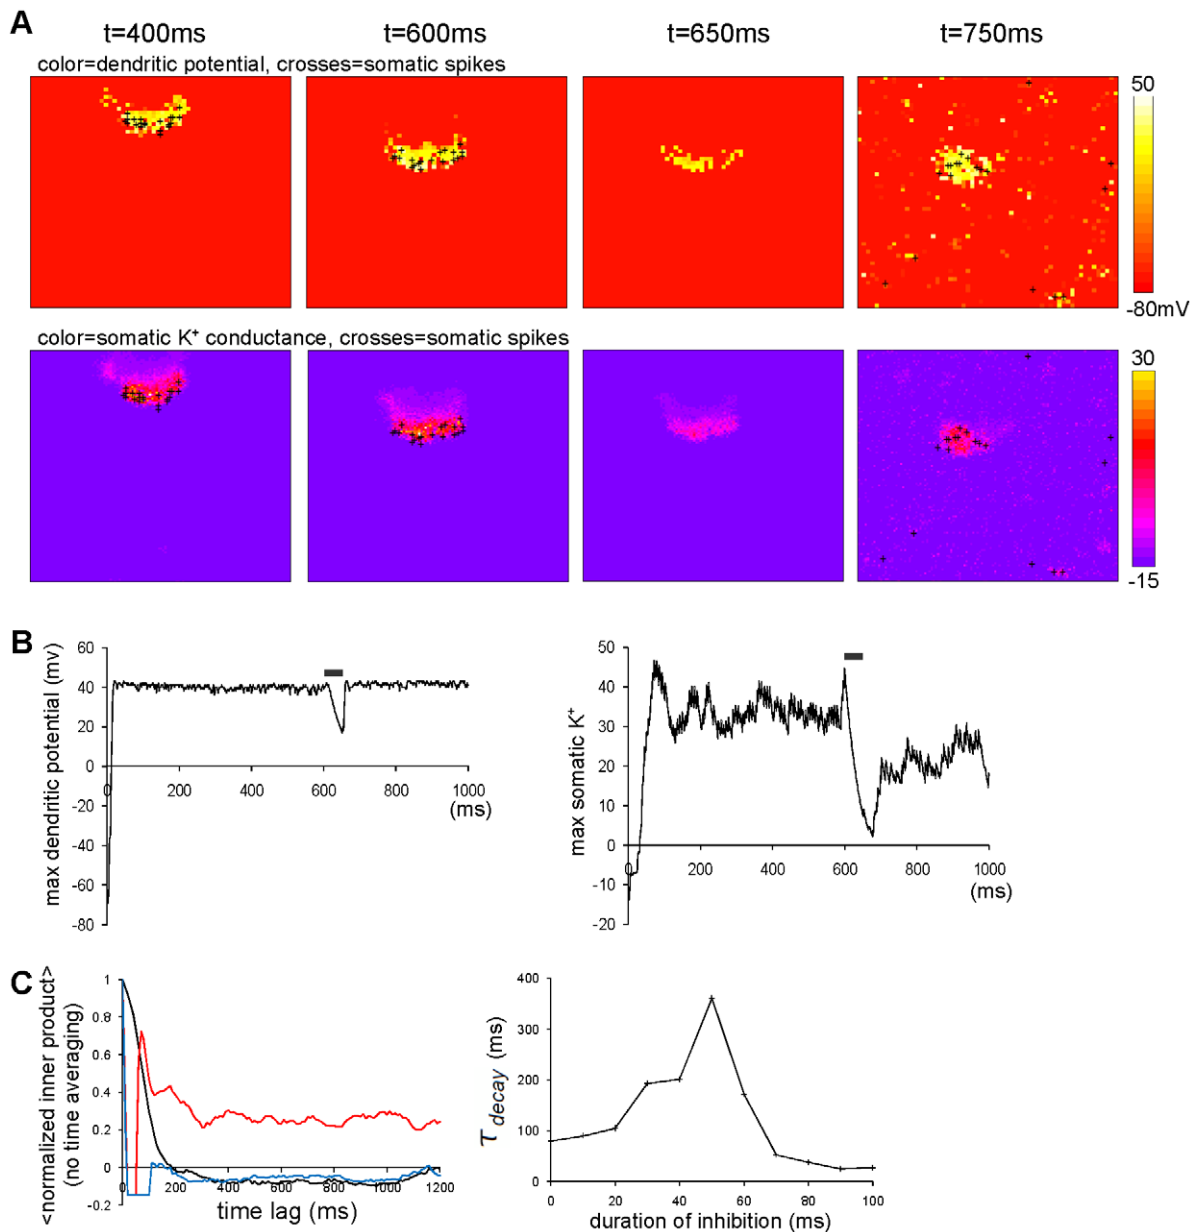 A
t=400ms
t=600ms
t=650ms
t=750ms
color=dendritic potential, crosses=somatic spikes
50
-80mV
color=somatic K⁺ conductance, crosses=somatic spikes
30
-15
B
max dendritic potential (mv)
60
40
20
0
-20
-40
-60
-80
200
400
600
800
1000
(ms)
max somatic K⁺
50
40
30
20
10
0
-10
-20
0
200
400
600
800
1000
(ms)
C
<normalized inner product>
(no time averaging)
1
0.8
0.6
0.4
0.2
0
-0.2
0
200
400
600
800
1000
1200
time lag (ms)
τ decay (ms)
400
300
200
100
0
0
20
40
60
80
100
duration of inhibition (ms)